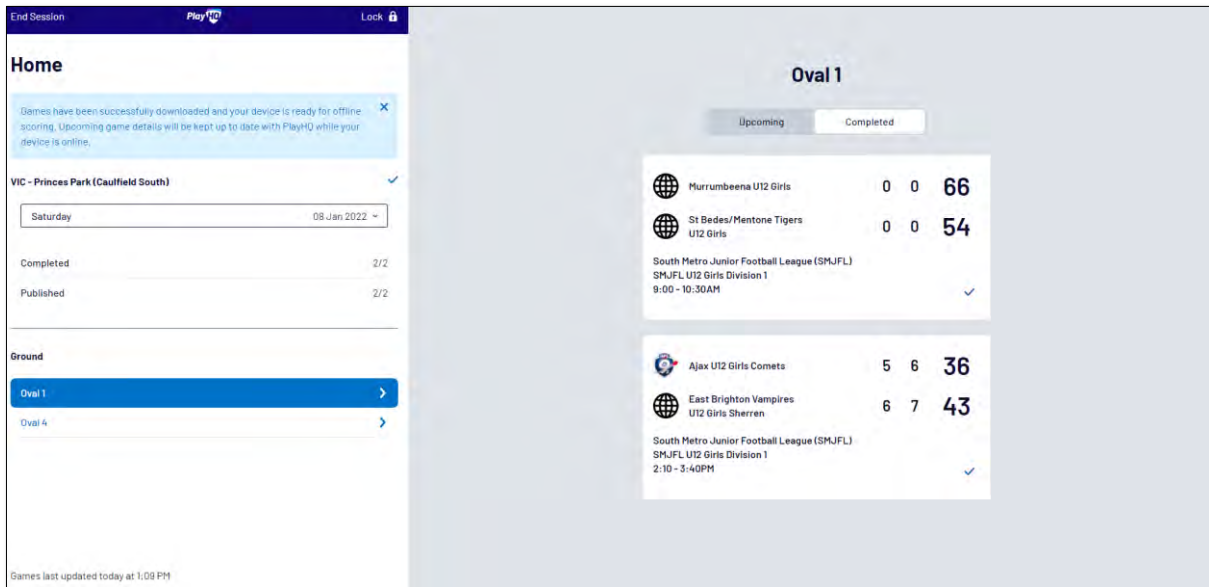 End Session
PlayHQ
Lock
Home
Games have been successfully downloaded and your device is ready for offline
scoring. Upcoming game details will be kept up to date with PlayHQ while your
device is online.
VIC - Princes Park (Caulfield South)
Saturday 08 Jan 2022
Completed 2/2
Published 2/2
Ground
Oval 1
Oval 4
Games last updated today at 1:09 PM
Oval 1
Upcoming Completed
Murrumbeena U12 Girls 0 0 66
St Bedes/Mentone Tigers
U12 Girls 0 0 54
South Metro Junior Football League (SMJFL)
SMJFL U12 Girls Division 1
9:00 - 10:30AM
Ajax U12 Girls Comets 5 6 36
East Brighton Vampires
U12 Girls Sherren 6 7 43
South Metro Junior Football League (SMJFL)
SMJFL U12 Girls Division 1
2:10 - 3:40PM